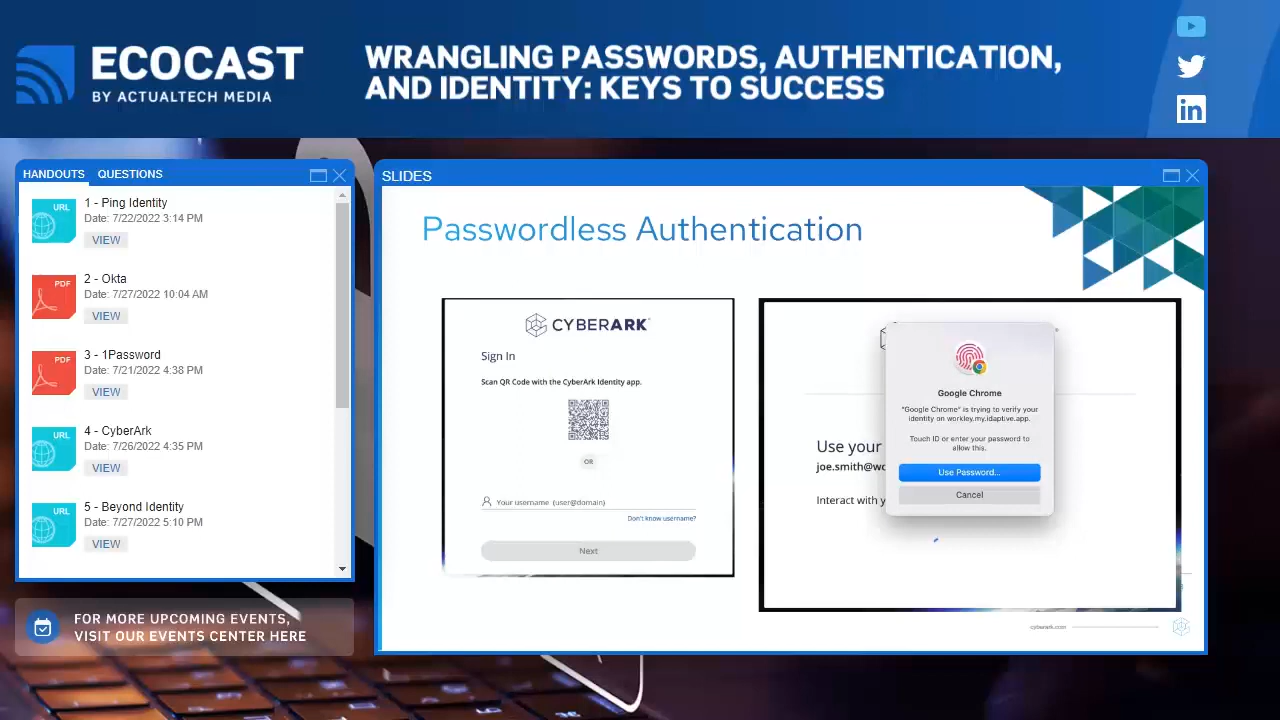 ECOCAST
BY ACTUALTECH MEDIA
WRANGLING PASSWORDS, AUTHENTICATION,
AND IDENTITY: KEYS TO SUCCESS
in
HANDOUTS QUESTIONS
URL
1 - Ping Identity
Date: 7/22/2022 3:14 PM
VIEW
PDF
2 - Okta
Date: 7/27/2022 10:04 AM
VIEW
PDF
3 - 1Password
Date: 7/21/2022 4:38 PM
VIEW
URL
4 - CyberArk
Date: 7/26/2022 4:35 PM
VIEW
URL
5 - Beyond Identity
Date: 7/27/2022 5:10 PM
VIEW
FOR MORE UPCOMING EVENTS,
VISIT OUR EVENTS CENTER HERE
SLIDES
Passwordless Authentication
CYBERARK
Sign In
Scan QR Code with the CyberArk Identity app.
OR
Your username (user@domain)
Don't know username?
Next
Use your
joe.smith@wo
Interact with y
Google Chrome
"Google Chrome" is trying to verify your
identity on workley.my.idaptive.app.
Touch ID or enter your password to
allow this.
Use Password...
Cancel
cyberark.com